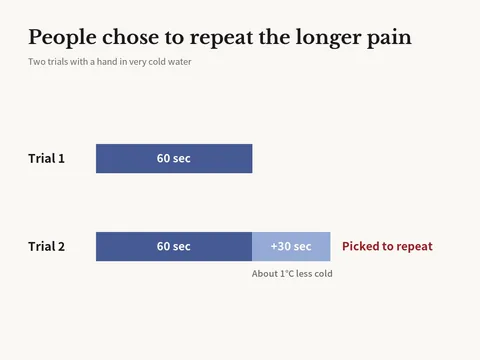 People chose to repeat the longer pain
Two trials with a hand in very cold water
Trial 1
60 sec
Trial 2
60 sec
+30 sec
Picked to repeat
About 1°C less cold